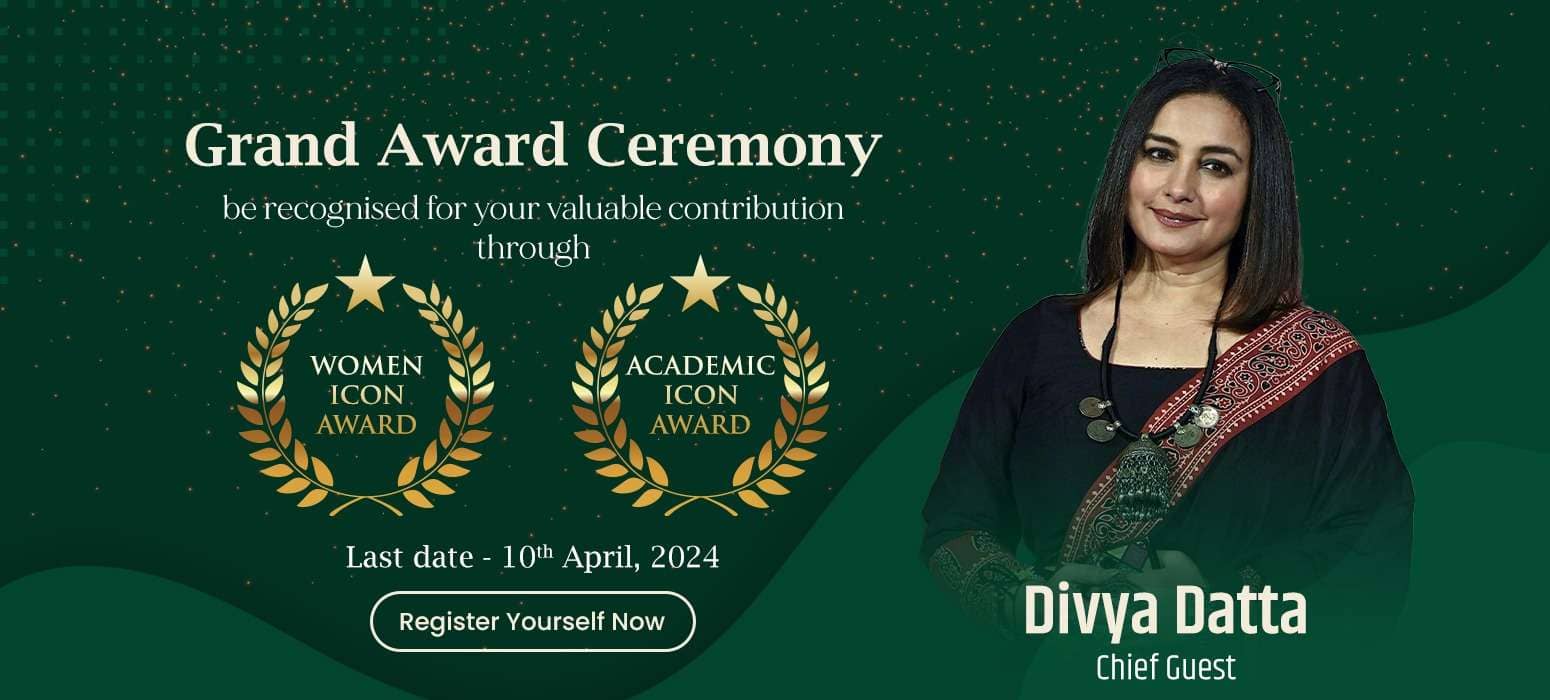 Grand Award Ceremony
be recognised for your valuable contribution
through
WOMEN
ICON
AWARD
ACADEMIC
ICON
AWARD
Last date - 10th April, 2024
Register Yourself Now
Divya Datta
Chief Guest